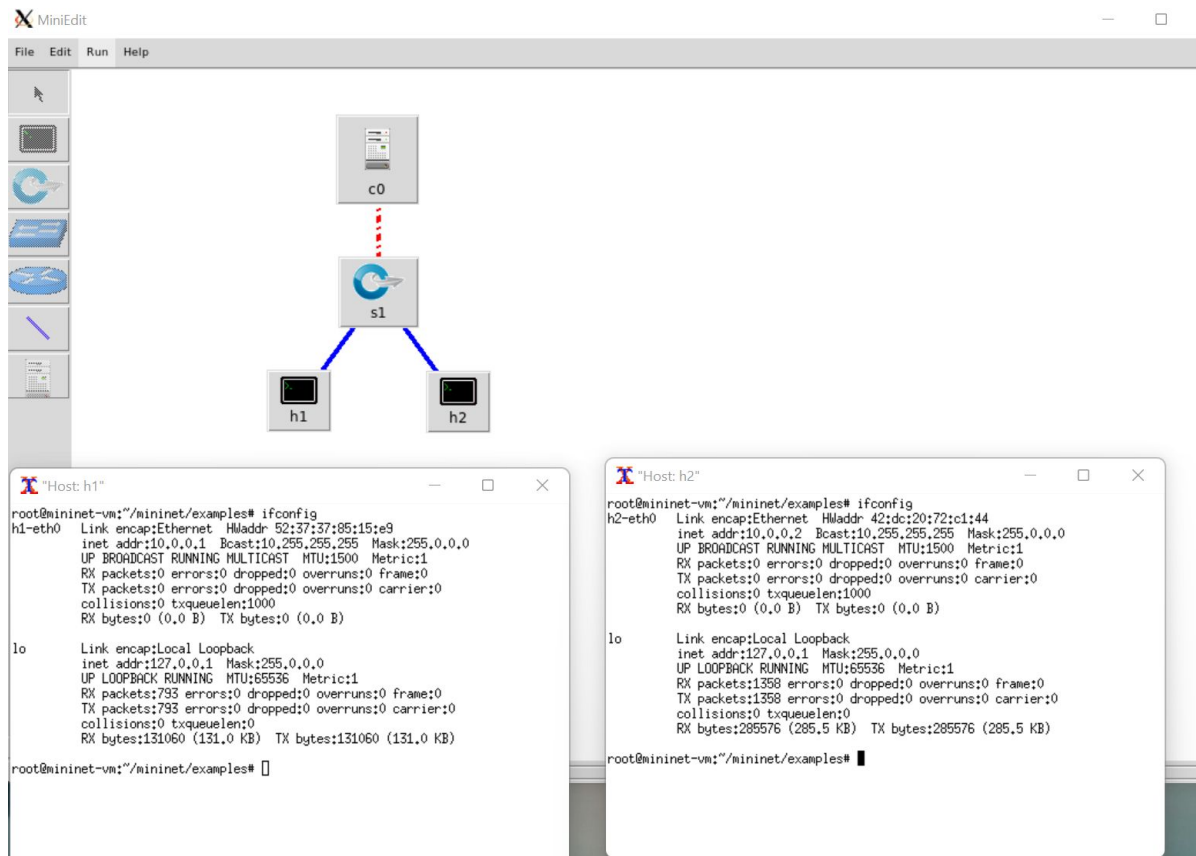 MiniEdit
File Edit Run Help
c0
s1
h1
h2
"Host: h1"
root@mininet-vm:~/mininet/examples# ifconfig
h1-eth0 Link encap:Ethernet HWaddr 52:37:37:85:15:e9
inet addr:10.0.0.1 Bcast:10.255.255.255 Mask:255.0.0.0
UP BROADCAST RUNNING MULTICAST MTU:1500 Metric:1
RX packets:0 errors:0 dropped:0 overruns:0 frame:0
TX packets:0 errors:0 dropped:0 overruns:0 carrier:0
collisions:0 txqueuelen:1000
RX bytes:0 (0.0 B) TX bytes:0 (0.0 B)
lo Link encap:Local Loopback
inet addr:127.0.0.1 Mask:255.0.0.0
UP LOOPBACK RUNNING MTU:65536 Metric:1
RX packets:793 errors:0 dropped:0 overruns:0 frame:0
TX packets:793 errors:0 dropped:0 overruns:0 carrier:0
collisions:0 txqueuelen:0
RX bytes:131060 (131.0 KB) TX bytes:131060 (131.0 KB)
root@mininet-vm:~/mininet/examples#
"Host: h2"
root@mininet-vm:~/mininet/examples# ifconfig
h2-eth0 Link encap:Ethernet HWaddr 42:dc:20:72:c1:44
inet addr:10.0.0.2 Bcast:10.255.255.255 Mask:255.0.0.0
UP BROADCAST RUNNING MULTICAST MTU:1500 Metric:1
RX packets:0 errors:0 dropped:0 overruns:0 frame:0
TX packets:0 errors:0 dropped:0 overruns:0 carrier:0
collisions:0 txqueuelen:1000
RX bytes:0 (0.0 B) TX bytes:0 (0.0 B)
lo Link encap:Local Loopback
inet addr:127.0.0.1 Mask:255.0.0.0
UP LOOPBACK RUNNING MTU:65536 Metric:1
RX packets:1358 errors:0 dropped:0 overruns:0 frame:0
TX packets:1358 errors:0 dropped:0 overruns:0 carrier:0
collisions:0 txqueuelen:0
RX bytes:285576 (285.5 KB) TX bytes:285576 (285.5 KB)
root@mininet-vm:~/mininet/examples#